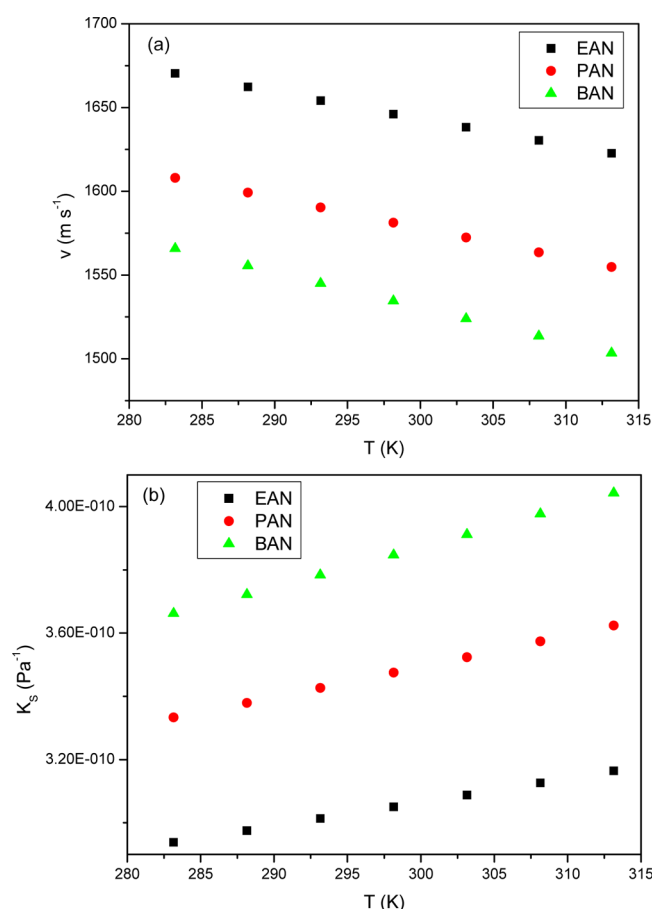 (a)
EAN
PAN
BAN
1700
1650
1600
1550
1500
v (m s⁻¹)
280 285 290 295 300 305 310 315
T (K)
(b)
EAN
PAN
BAN
4.00E-010
3.60E-010
3.20E-010
K_S (Pa⁻¹)
280 285 290 295 300 305 310 315
T (K)